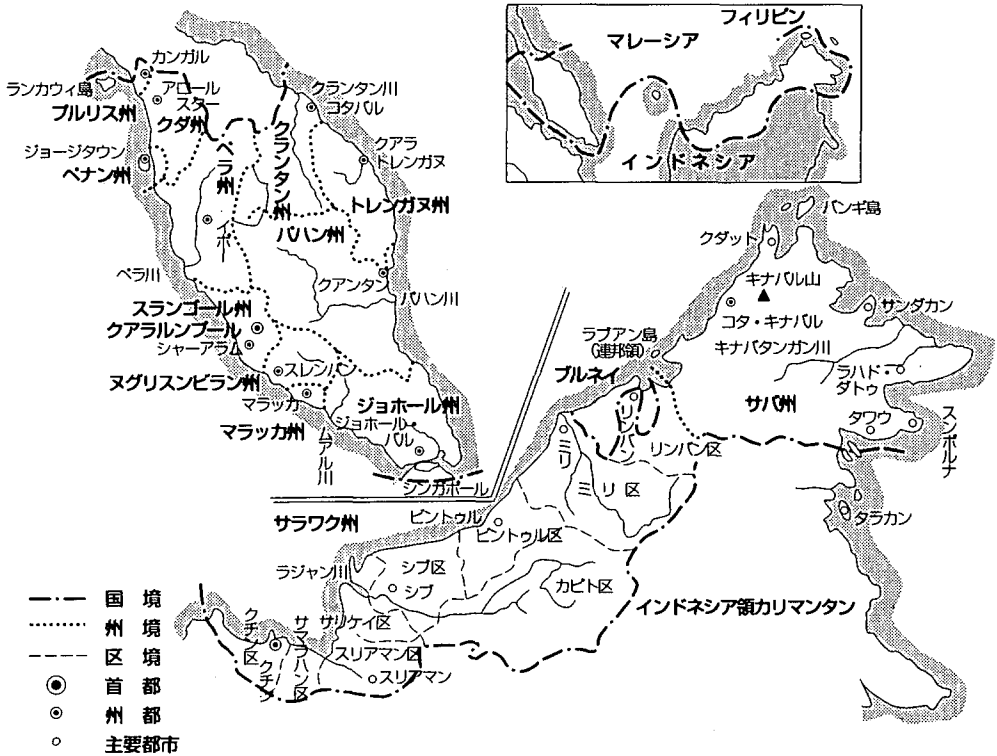 フィリピン
マレーシア
インドネシア
カンガル
ランカウィ島
アロール
スター
プルリス州
クダ州
クランタン川
コタバル
ジョージタウン
ペナン州
ペラ州
クランタン州
クアラ
トレンガヌ
トレンガヌ州
イポー
パハン州
ペラ川
クアンタン
パハン川
スランゴール州
クアラルンプール
シャーアラム
ヌグリスンビラン州
スレンバン
マラッカ
マラッカ州
ムアル川
ジョホール州
ジョホール
バル
シンガポール
バンギ島
クダット
キナバル山
コタ・キナバル
サンダカン
キナバタンガン川
ラブアン島
(連邦領)
ブルネイ
ラハド・
ダトゥ
サバ州
タワウ
センポルナ
リンバン
リンバン区
ミリ
ミリ区
サラワク州
ビントゥル
ビントゥル区
タラカン
ラジャン川
シブ区
シブ
カピト区
インドネシア領カリマンタン
サリケイ区
クチン区
クチン
サマラハン区
スリアマン区
スリアマン
国境
州境
区境
首都
州都
主要都市